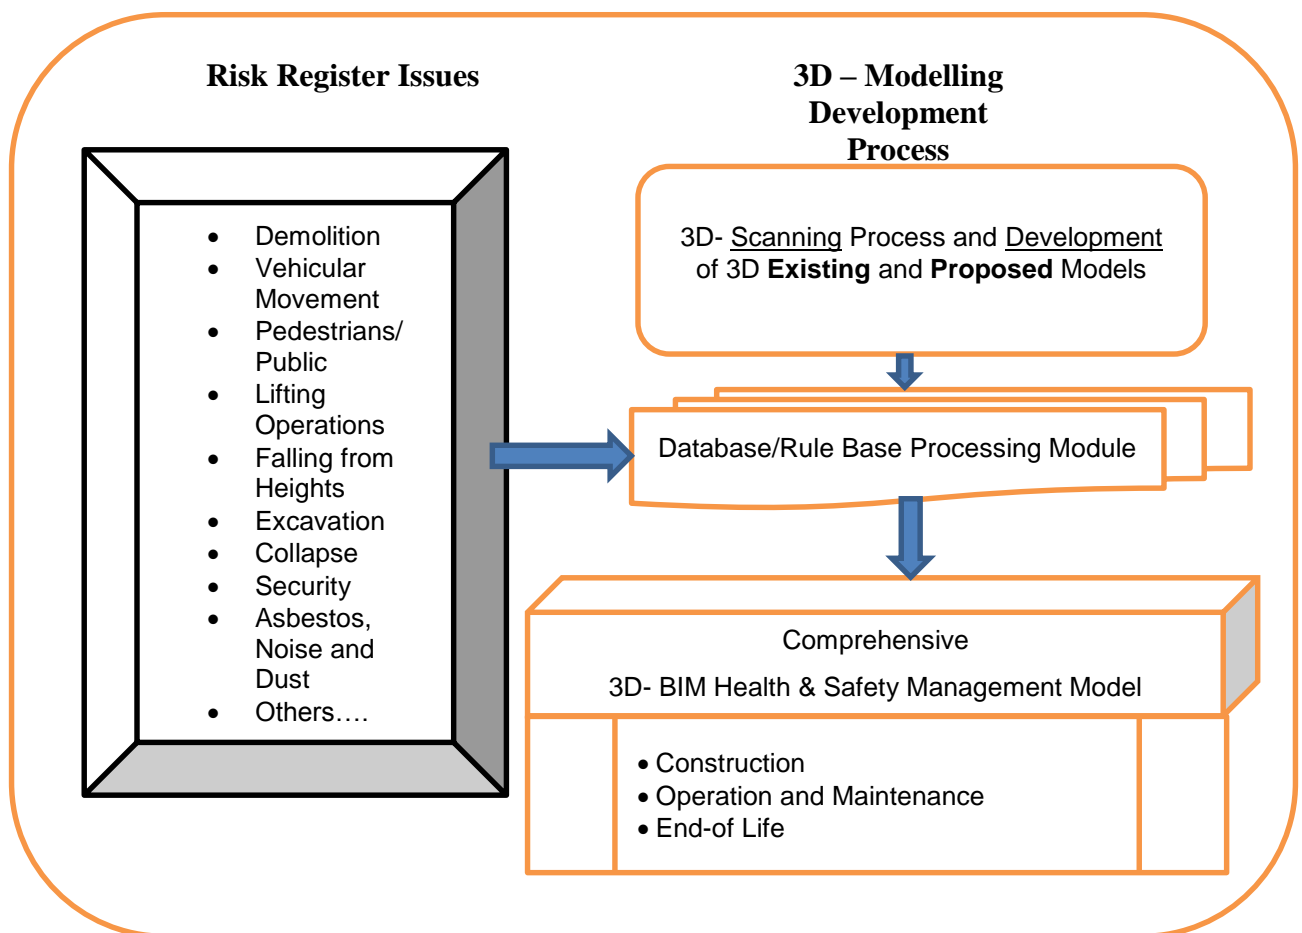 Risk Register Issues
• Demolition
• Vehicular
Movement
• Pedestrians/
Public
• Lifting
Operations
• Falling from
Heights
• Excavation
• Collapse
• Security
• Asbestos,
Noise and
Dust
• Others….
3D – Modelling
Development
Process
3D- Scanning Process and Development
of 3D Existing and Proposed Models
Database/Rule Base Processing Module
Comprehensive
3D- BIM Health & Safety Management Model
• Construction
• Operation and Maintenance
• End-of Life